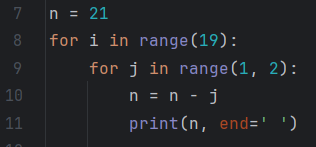 7 n = 21
8 for i in range(19):
9     for j in range(1, 2):
10         n = n - j
11         print(n, end=' ')